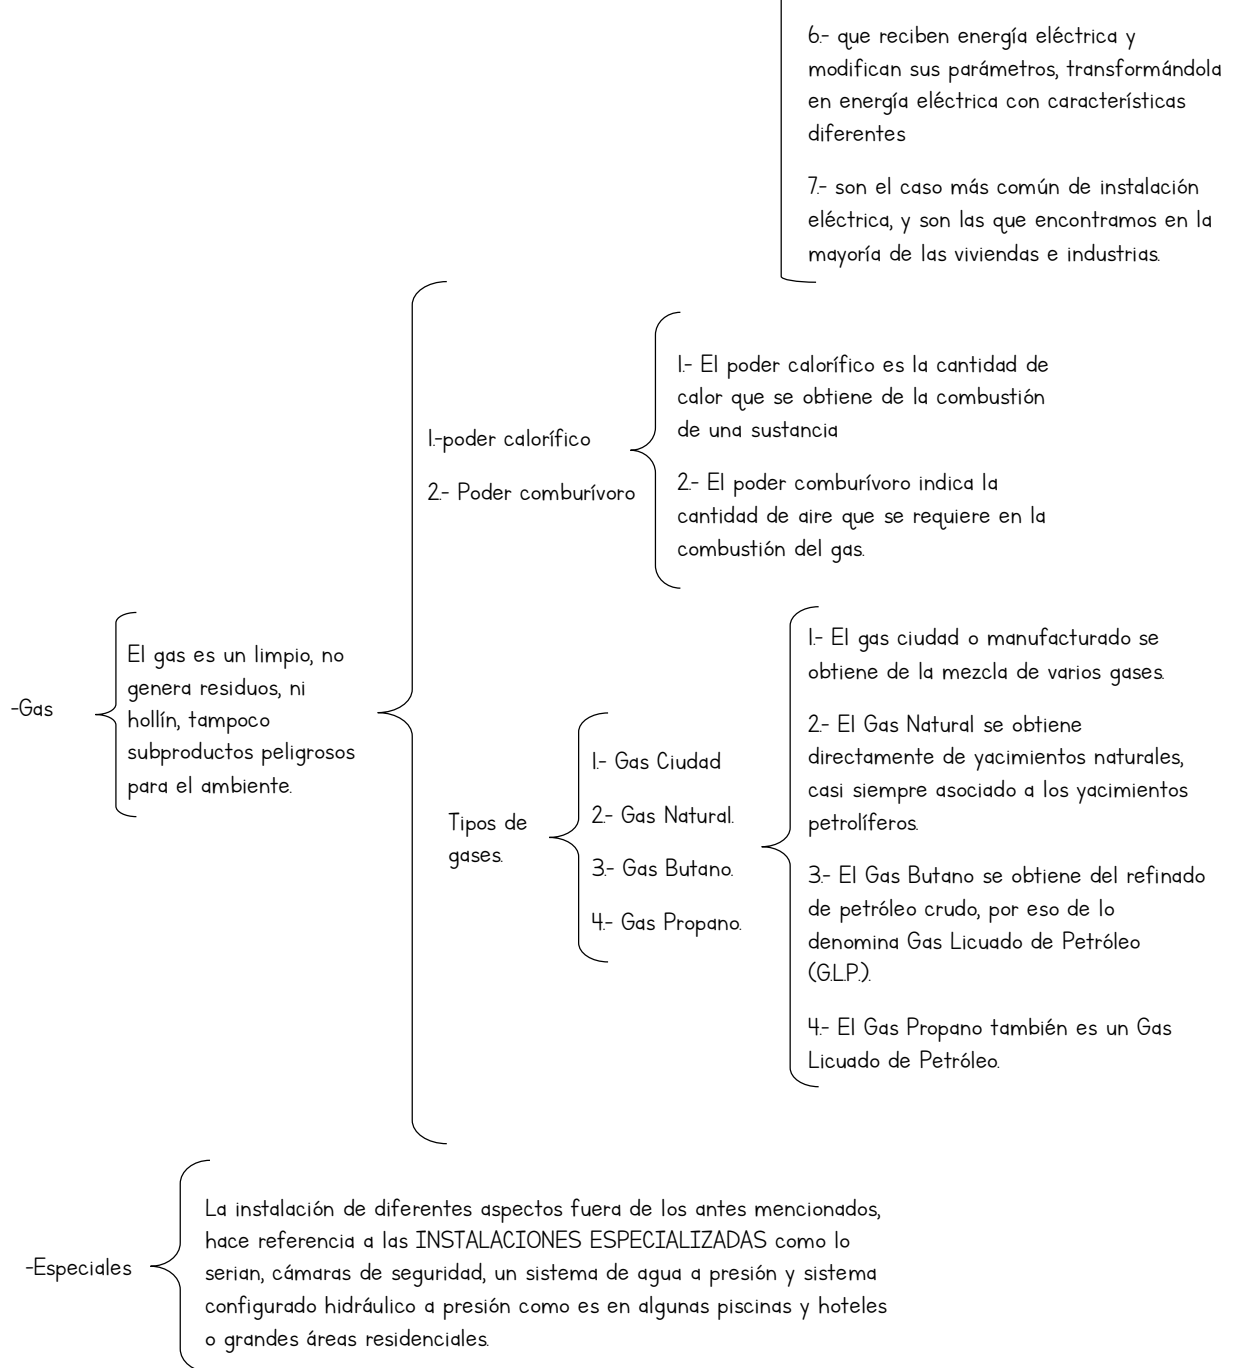 6.- que reciben energía eléctrica y
modifican sus parámetros, transformándola
en energía eléctrica con características
diferentes
7.- son el caso más común de instalación
eléctrica, y son las que encontramos en la
mayoría de las viviendas e industrias.
-Gas
El gas es un limpio, no
genera residuos, ni
hollín, tampoco
subproductos peligrosos
para el ambiente.
1.-poder calorífico
2.- Poder comburívoro
1.- El poder calorífico es la cantidad de
calor que se obtiene de la combustión
de una sustancia
2.- El poder comburívoro indica la
cantidad de aire que se requiere en la
combustión del gas.
Tipos de
gases.
1.- Gas Ciudad
2.- Gas Natural.
3.- Gas Butano.
4.- Gas Propano.
1.- El gas ciudad o manufacturado se
obtiene de la mezcla de varios gases.
2.- El Gas Natural se obtiene
directamente de yacimientos naturales,
casi siempre asociado a los yacimientos
petrolíferos.
3.- El Gas Butano se obtiene del refinado
de petróleo crudo, por eso de lo
denomina Gas Licuado de Petróleo
(G.L.P.).
4.- El Gas Propano también es un Gas
Licuado de Petróleo.
-Especiales
La instalación de diferentes aspectos fuera de los antes mencionados,
hace referencia a las INSTALACIONES ESPECIALIZADAS como lo
serian, cámaras de seguridad, un sistema de agua a presión y sistema
configurado hidráulico a presión como es en algunas piscinas y hoteles
o grandes áreas residenciales.